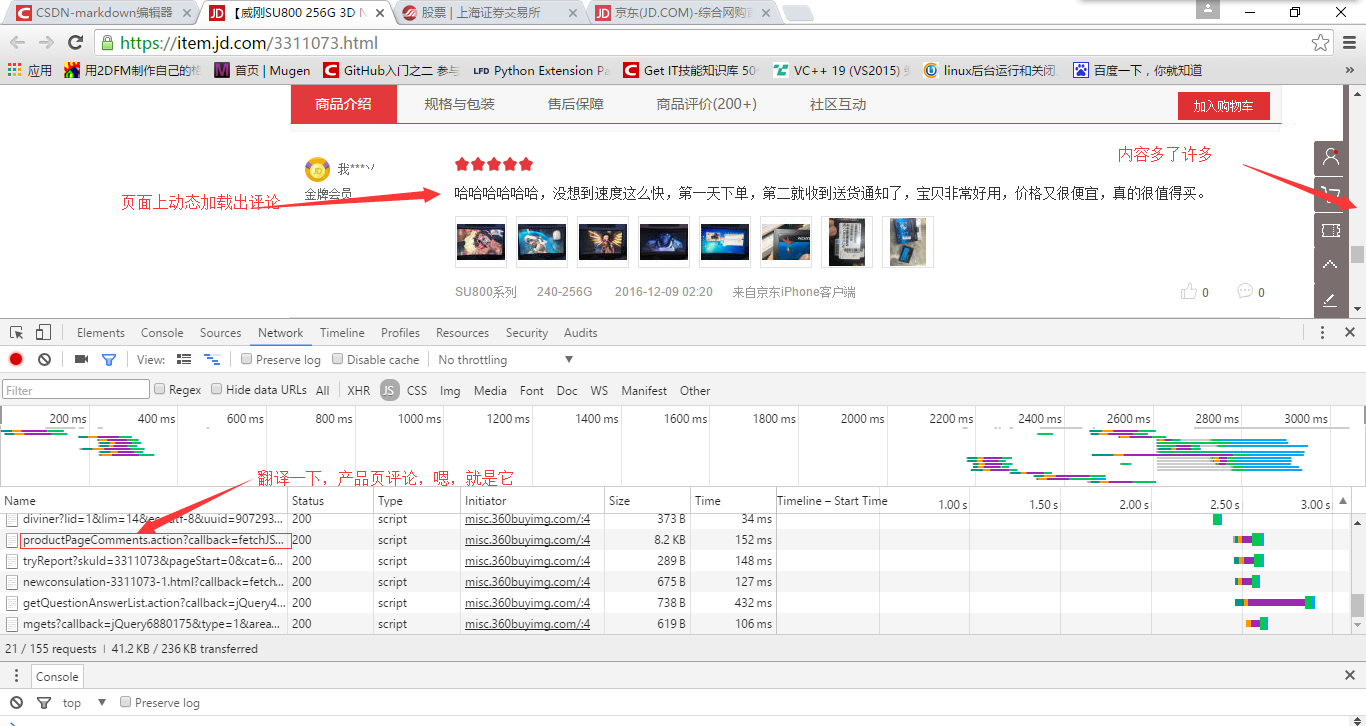 CSDN-markdown编辑器
【威刚SU800 256G 3D N
股票 | 上海证券交易所
京东(JD.COM)-综合网购
https://item.jd.com/3311073.html
应用
用2DFM制作自己的格
首页 | Mugen
GitHub入门之二 参与
LFD Python Extension Pa
Get IT技能知识库 50
VC++ 19 (VS2015)
linux后台运行和关闭
百度一下，你就知道
»
商品介绍
规格与包装
售后保障
商品评价(200+)
社区互动
加入购物车
内容多了许多
我***丷
金牌会员
页面上动态加载出评论
哈哈哈哈哈哈，没想到速度这么快，第一天下单，第二就收到送货通知了，宝贝非常好用，价格又很便宜，真的很值得买。
SU800系列 240-256G 2016-12-09 02:20 来自京东iPhone客户端
0 0
Elements Console Sources Network Timeline Profiles Resources Security Audits
View: Preserve log Disable cache No throttling
Filter Regex Hide data URLs All XHR JS CSS Img Media Font Doc WS Manifest Other
200 ms 400 ms 600 ms 800 ms 1000 ms 1200 ms 1400 ms 1600 ms 1800 ms 2000 ms 2200 ms 2400 ms 2600 ms 2800 ms 3000 ms
翻译一下，产品页评论，嗯，就是它
Name Status Type Initiator Size Time Timeline – Start Time 1.00 s 1.50 s 2.00 s 2.50 s 3.00 s
diviner?lid=1&lim=14&ec=utf-8&uuid=907293... 200 script misc.360buyimg.com/:4 373 B 34 ms
productPageComments.action?callback=fetchJS... 200 script misc.360buyimg.com/:4 8.2 KB 152 ms
tryReport?skuId=3311073&pageStart=0&cat=6... 200 script misc.360buyimg.com/:4 289 B 148 ms
newconsulation-3311073-1.html?callback=fetch... 200 script misc.360buyimg.com/:4 675 B 127 ms
getQuestionAnswerList.action?callback=jQuery4... 200 script misc.360buyimg.com/:4 738 B 432 ms
mgets?callback=jQuery6880175&type=1&area... 200 script misc.360buyimg.com/:4 619 B 106 ms
21 / 155 requests | 41.2 KB / 236 KB transferred
Console
top Preserve log